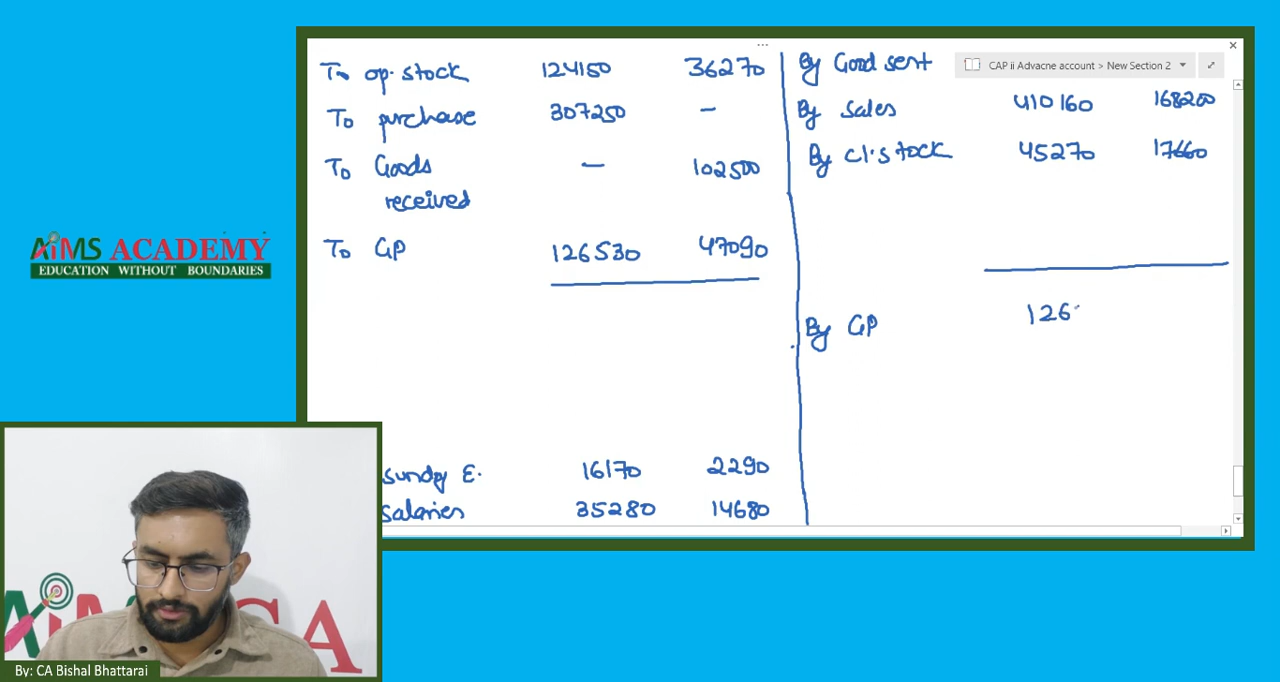 To op. stock 124150 36270
To purchase 307250 –
To Goods received – 102500
To GP 126530 47090
Sundry E. 16170 2290
Salaries 35280 14680
By Good sent
By Sales 410160 168200
By Cl. Stock 45270 17660
By GP 126
CAP ii Advacne account > New Section 2
AiMS ACADEMY
EDUCATION WITHOUT BOUNDARIES
CA
By: CA Bishal Bhattarai